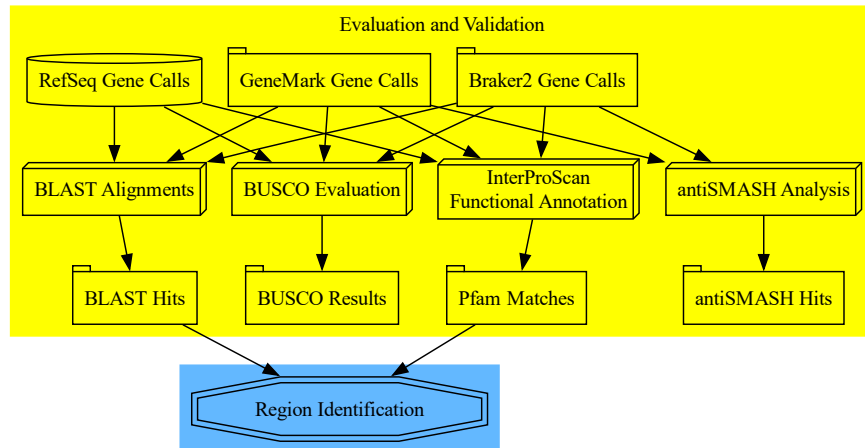 Evaluation and Validation
RefSeq Gene Calls
GeneMark Gene Calls
Braker2 Gene Calls
BLAST Alignments
BUSCO Evaluation
InterProScan
Functional Annotation
antiSMASH Analysis
BLAST Hits
BUSCO Results
Pfam Matches
antiSMASH Hits
Region Identification